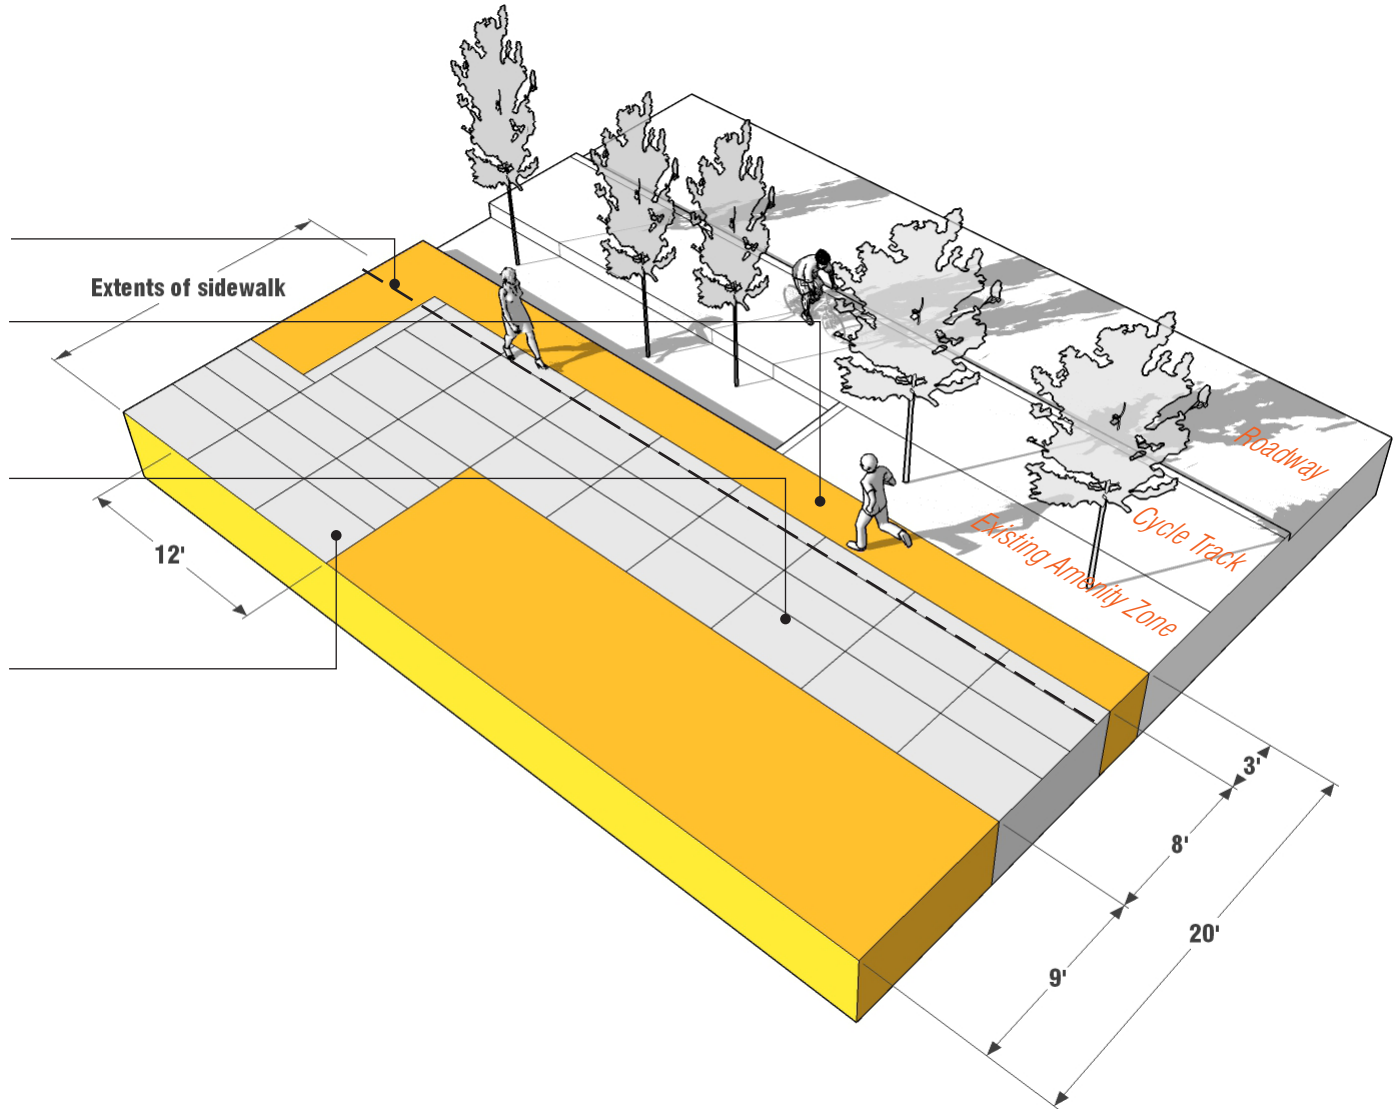 Extents of sidewalk
Roadway
Cycle Track
Existing Amenity Zone
12'
3'
8'
20'
9'